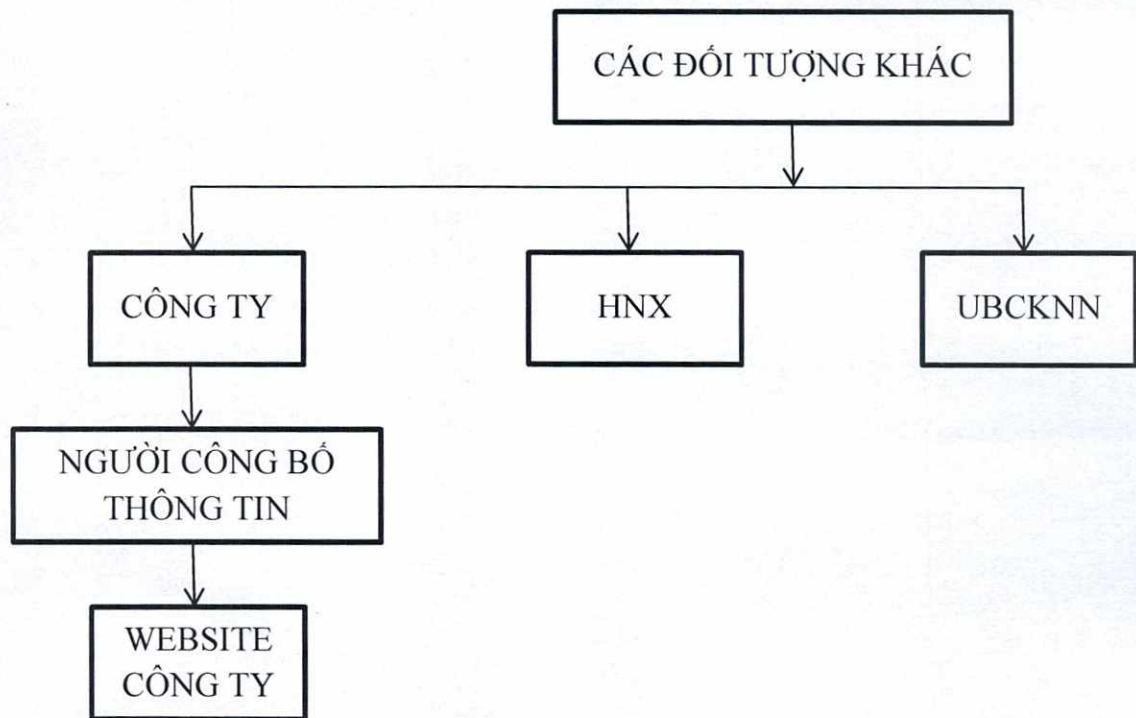 CÁC ĐỐI TƯỢNG KHÁC
CÔNG TY
HNX
UBCKNN
NGƯỜI CÔNG BỐ
THÔNG TIN
WEBSITE
CÔNG TY